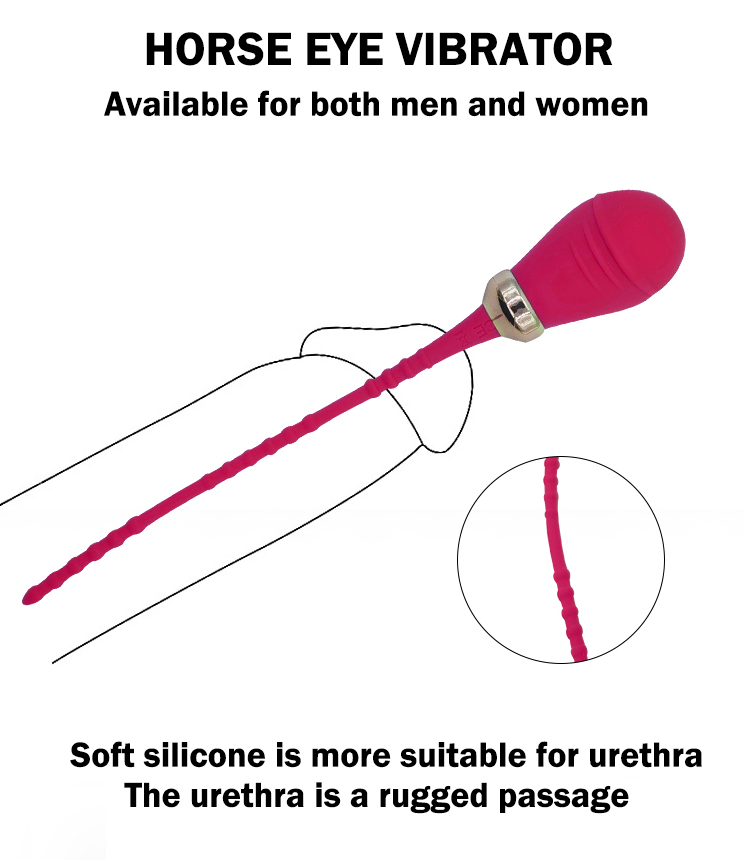 HORSE EYE VIBRATOR
Available for both men and women
Soft silicone is more suitable for urethra
The urethra is a rugged passage